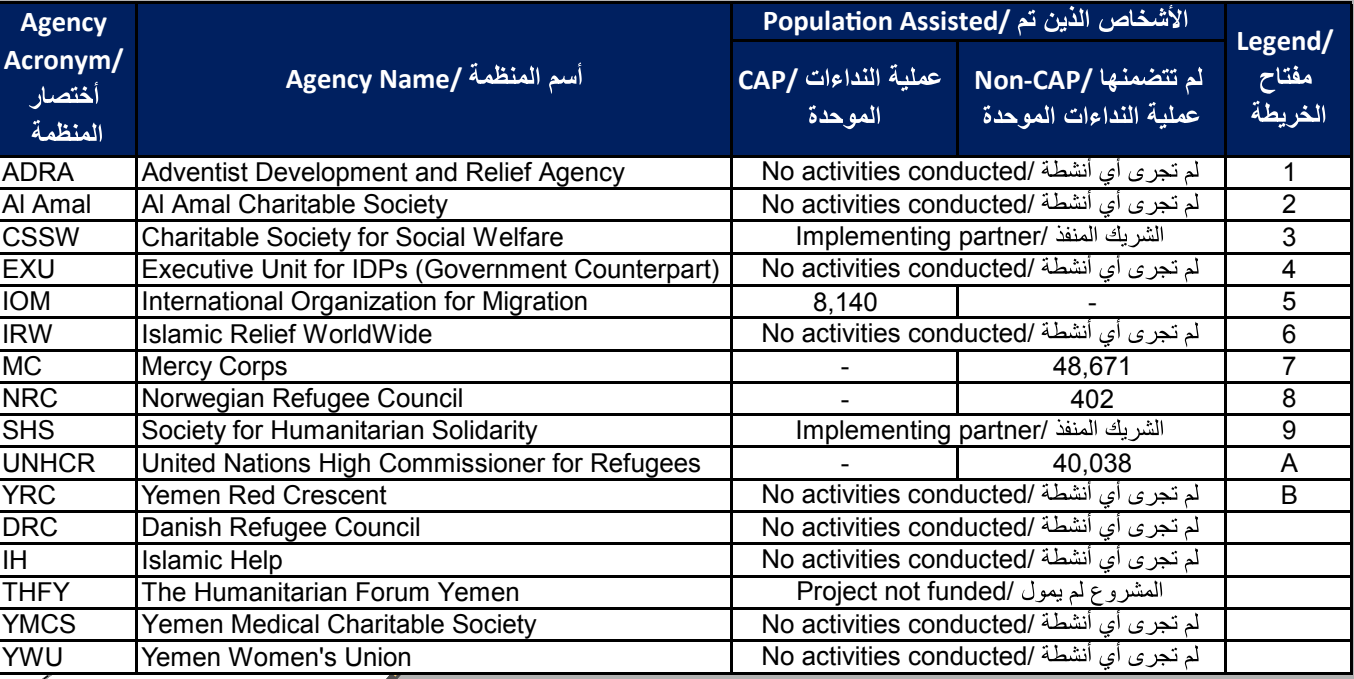 Agency Acronym/ أختصار المنظمة
Agency Name/ أسم المنظمة
Population Assisted/ الأشخاص الذين تم
CAP/ عملية النداءات الموحدة
Non-CAP/ لم تتضمنها عملية النداءات الموحدة
Legend/ مفتاح الخريطة
ADRA Adventist Development and Relief Agency No activities conducted/ لم تجرى أي أنشطة 1
Al Amal Al Amal Charitable Society No activities conducted/ لم تجرى أي أنشطة 2
CSSW Charitable Society for Social Welfare Implementing partner/ الشريك المنفذ 3
EXU Executive Unit for IDPs (Government Counterpart) No activities conducted/ لم تجرى أي أنشطة 4
IOM International Organization for Migration 8,140 - 5
IRW Islamic Relief WorldWide No activities conducted/ لم تجرى أي أنشطة 6
MC Mercy Corps - 48,671 7
NRC Norwegian Refugee Council - 402 8
SHS Society for Humanitarian Solidarity Implementing partner/ الشريك المنفذ 9
UNHCR United Nations High Commissioner for Refugees - 40,038 A
YRC Yemen Red Crescent No activities conducted/ لم تجرى أي أنشطة B
DRC Danish Refugee Council No activities conducted/ لم تجرى أي أنشطة
IH Islamic Help No activities conducted/ لم تجرى أي أنشطة
THFY The Humanitarian Forum Yemen Project not funded/ المشروع لم يمول
YMCS Yemen Medical Charitable Society No activities conducted/ لم تجرى أي أنشطة
YWU Yemen Women's Union No activities conducted/ لم تجرى أي أنشطة